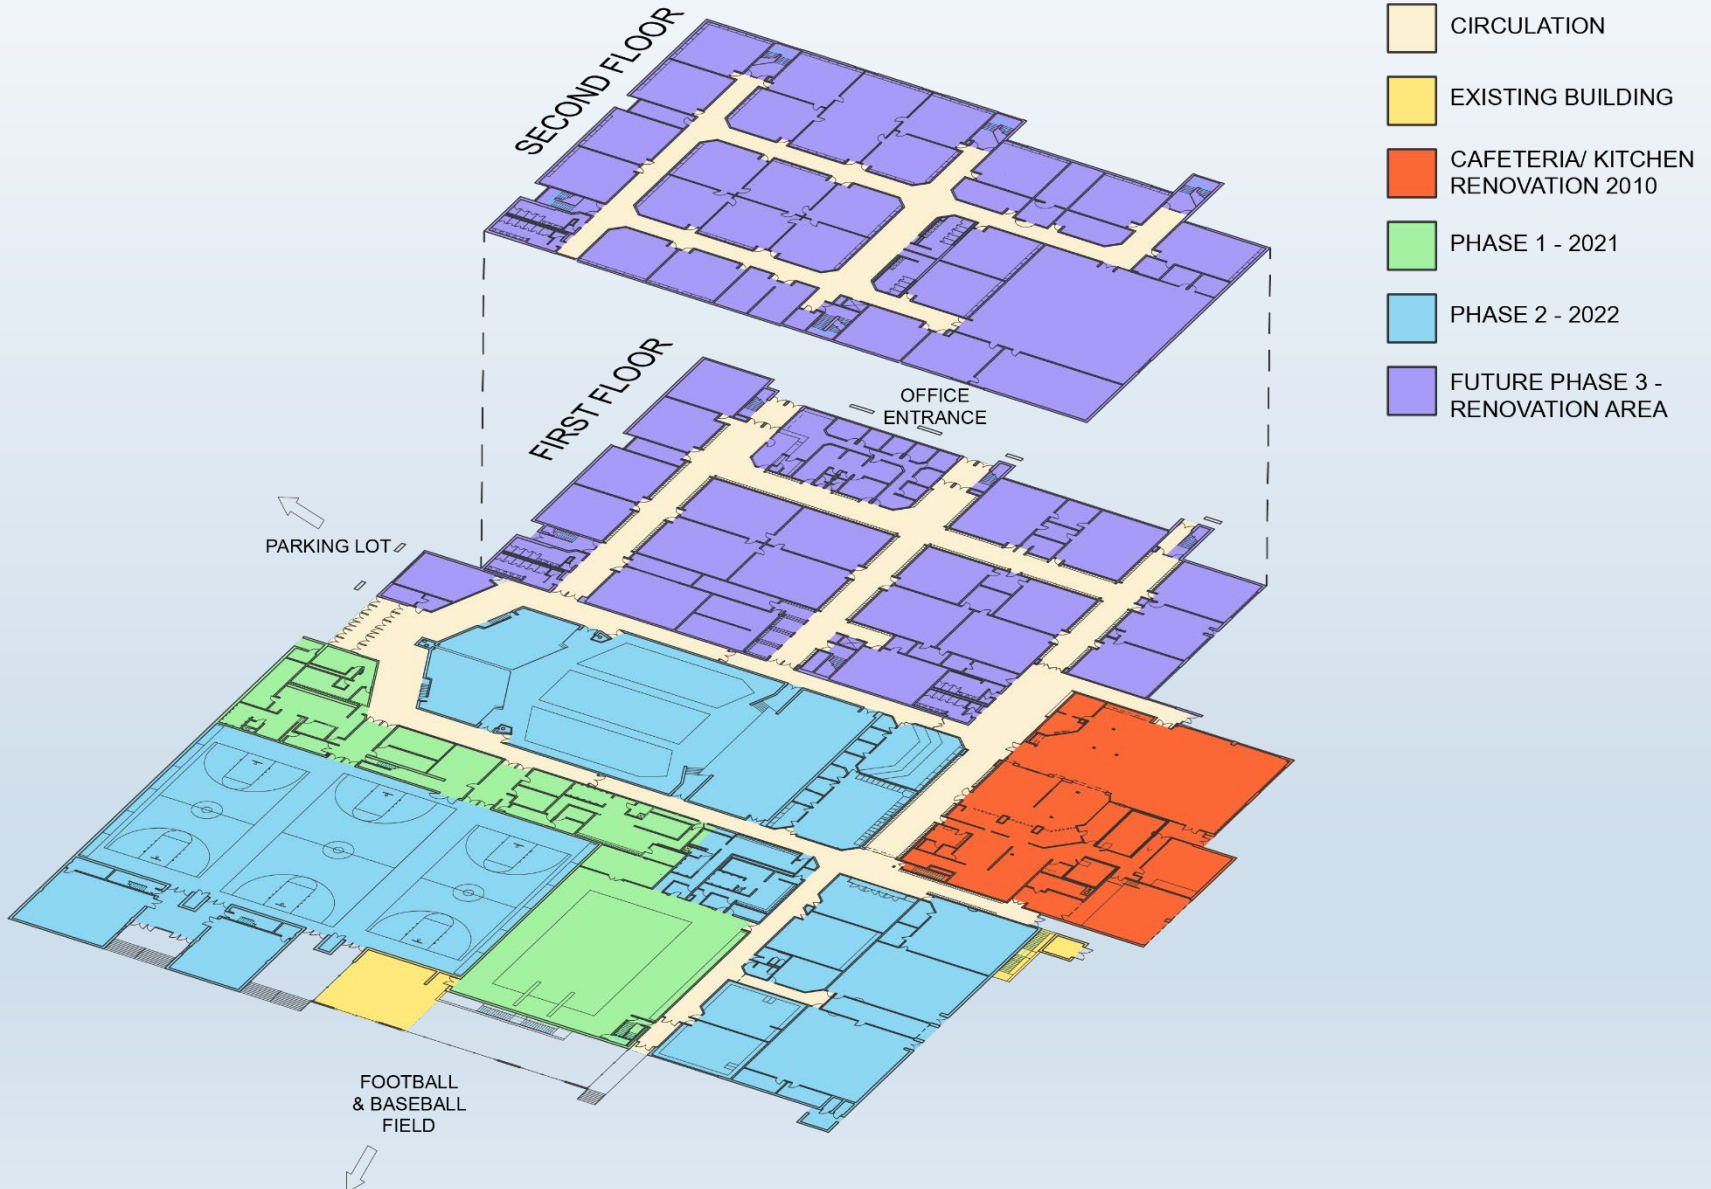 SECOND FLOOR
FIRST FLOOR
OFFICE
ENTRANCE
PARKING LOT
FOOTBALL
& BASEBALL
FIELD
CIRCULATION
EXISTING BUILDING
CAFETERIA/ KITCHEN
RENOVATION 2010
PHASE 1 - 2021
PHASE 2 - 2022
FUTURE PHASE 3 -
RENOVATION AREA